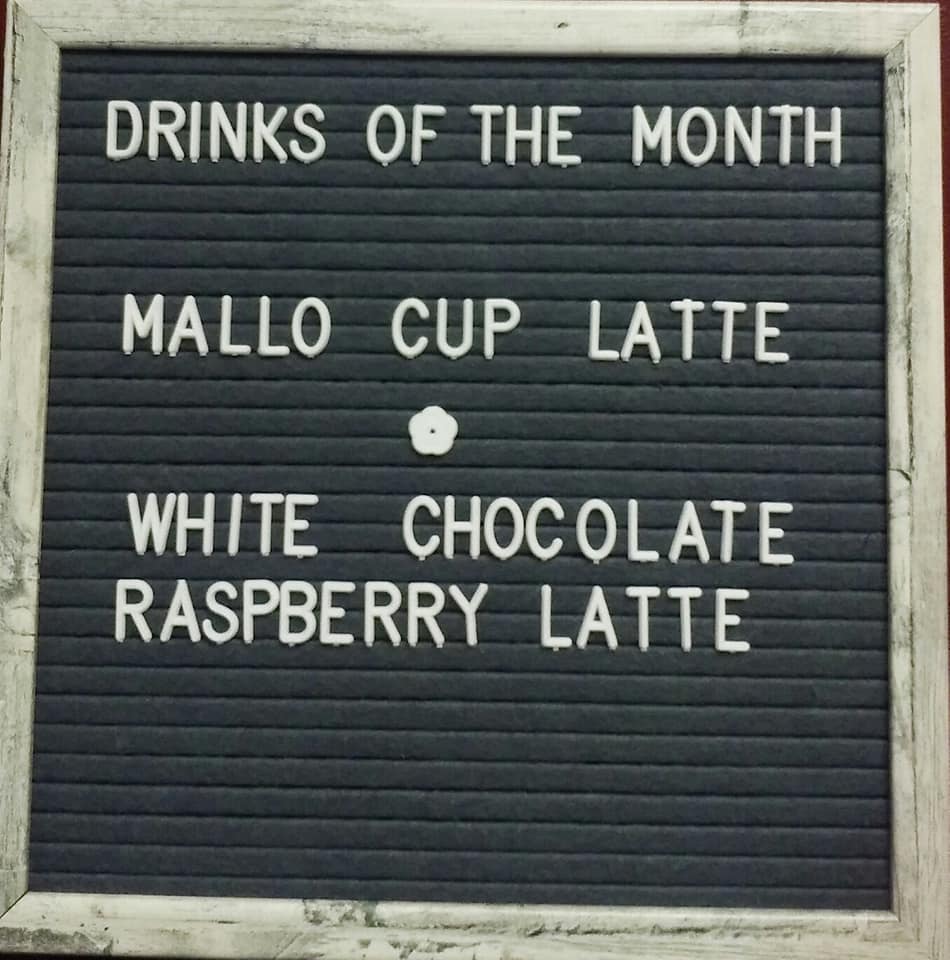 DRINKS OF THE MONTH
MALLO CUP LATTE
WHITE CHOCOLATE
RASPBERRY LATTE